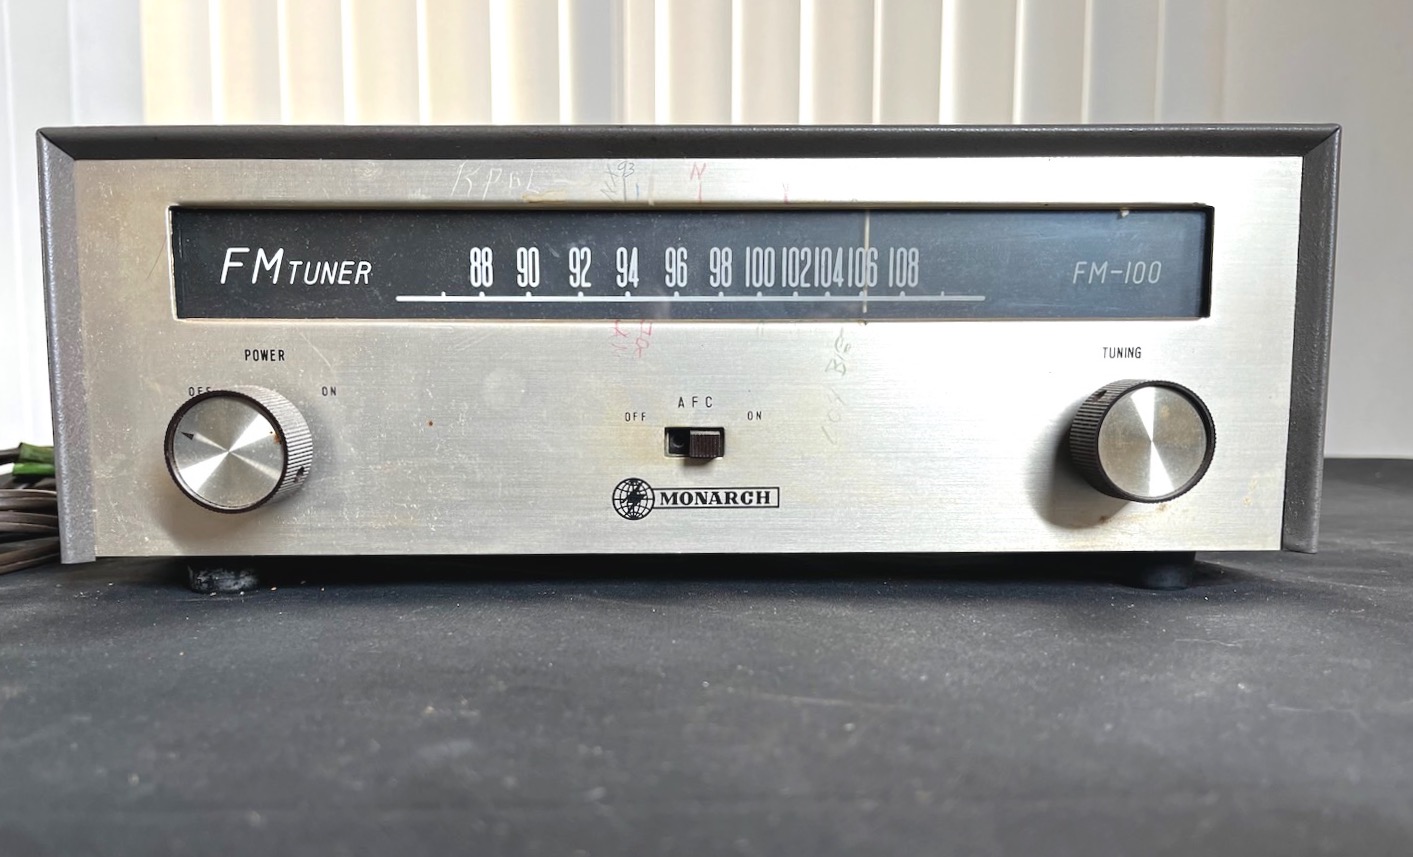 93
N
FM TUNER
88 90 92 94 96 98 100 102 104 106 108
FM-100
POWER
OFF ON
TUNING
AFC
OFF ON
MONARCH